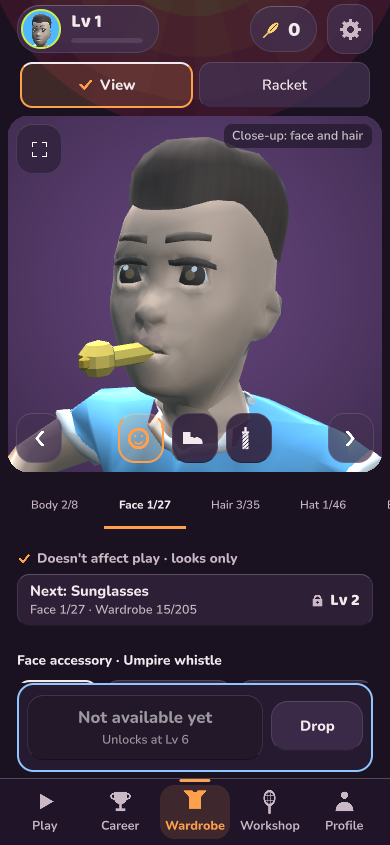 Lv 1
0
View
Racket
Close-up: face and hair
Body 2/8
Face 1/27
Hair 3/35
Hat 1/46
Doesn't affect play · looks only
Next: Sunglasses
Face 1/27 · Wardrobe 15/205
Lv 2
Face accessory · Umpire whistle
Not available yet
Unlocks at Lv 6
Drop
Play
Career
Wardrobe
Workshop
Profile